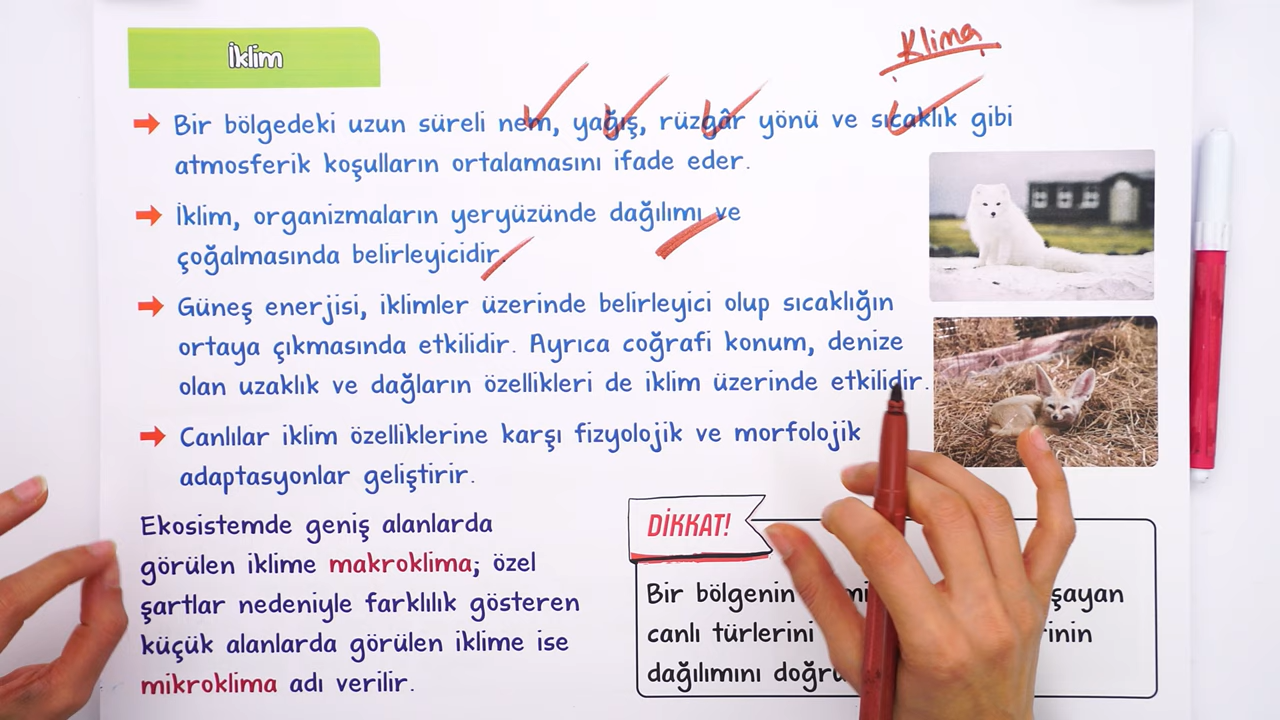 İklim
Klima
Bir bölgedeki uzun süreli nem, yağış, rüzgâr yönü ve sıcaklık gibi
atmosferik koşulların ortalamasını ifade eder.
İklim, organizmaların yeryüzünde dağılımı ve
çoğalmasında belirleyicidir.
Güneş enerjisi, iklimler üzerinde belirleyici olup sıcaklığın
ortaya çıkmasında etkilidir. Ayrıca coğrafi konum, denize
olan uzaklık ve dağların özellikleri de iklim üzerinde etkilidir.
Canlılar iklim özelliklerine karşı fizyolojik ve morfolojik
adaptasyonlar geliştirir.
Ekosistemde geniş alanlarda
görülen iklime makroklima; özel
şartlar nedeniyle farklılık gösteren
küçük alanlarda görülen iklime ise
mikroklima adı verilir.
DİKKAT!
Bir bölgenin
canlı türlerini
dağılımını